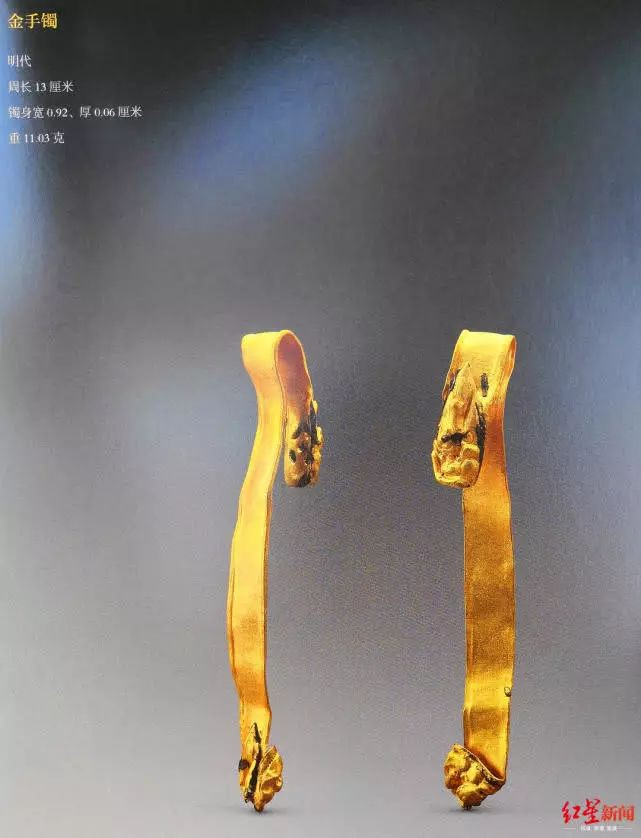 金手镯
明代
周长 13 厘米
镯身宽 0.92、厚 0.06 厘米
重 11.03 克
红星新闻